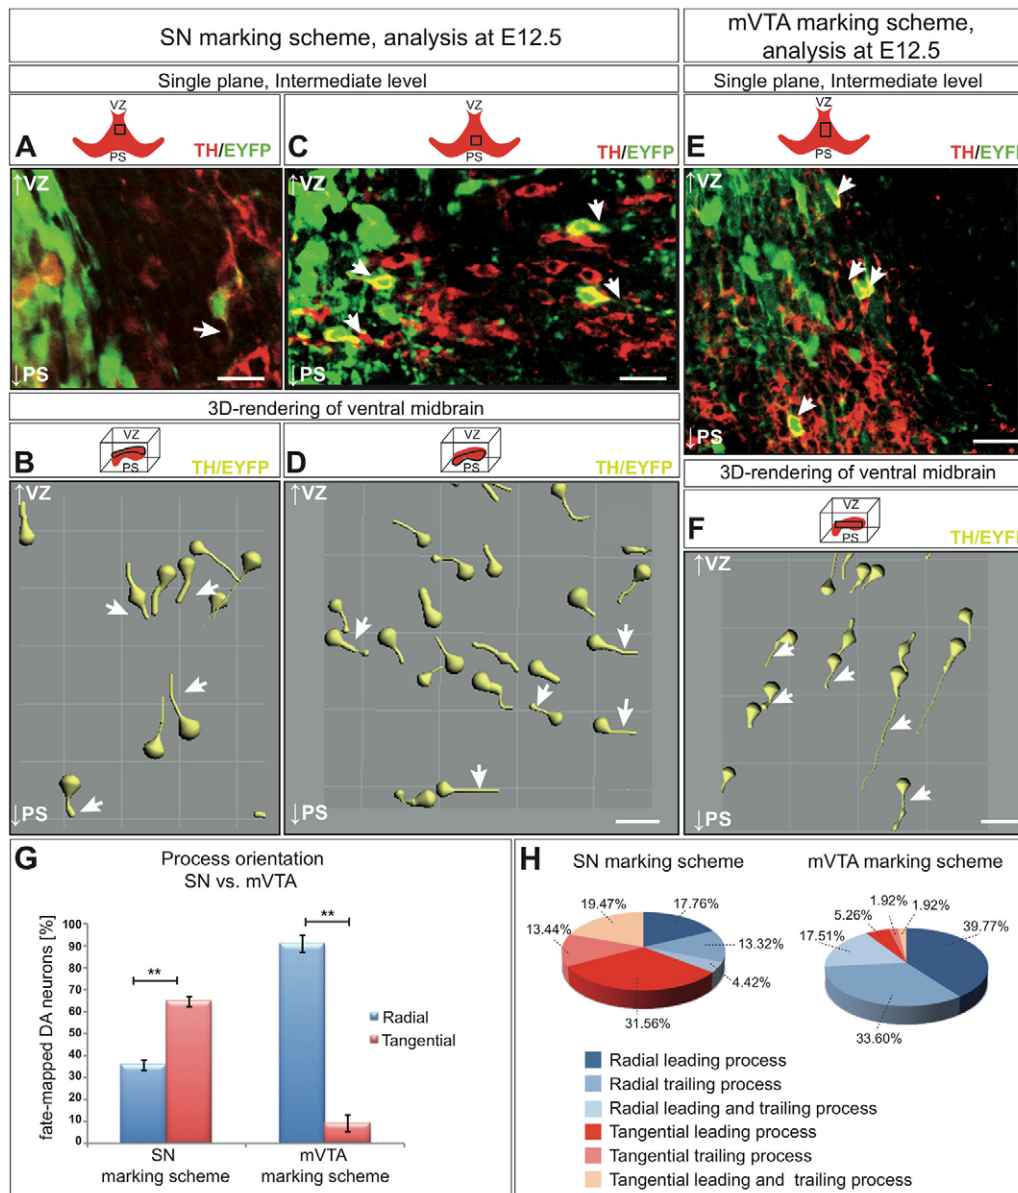 SN marking scheme, analysis at E12.5
mVTA marking scheme,
analysis at E12.5
Single plane, Intermediate level
Single plane, Intermediate level
A
VZ
PS
TH/EYFP
C
VZ
PS
TH/EYFP
E
VZ
PS
TH/EYFP
↑VZ
↓PS
↑VZ
↓PS
↑VZ
↓PS
3D-rendering of ventral midbrain
3D-rendering of ventral midbrain
B
VZ
PS
TH/EYFP
D
VZ
PS
TH/EYFP
F
VZ
PS
TH/EYFP
↑VZ
↓PS
↑VZ
↓PS
↑VZ
↓PS
G
Process orientation
SN vs. mVTA
fate-mapped DA neurons [%]
100
90
80
70
60
50
40
30
20
10
0
**
**
Radial
Tangential
SN
marking scheme
mVTA
marking scheme
H
SN marking scheme
mVTA marking scheme
19.47%
17.76%
13.44%
13.32%
4.42%
31.56%
1.92%
1.92%
5.26%
39.77%
17.51%
33.60%
Radial leading process
Radial trailing process
Radial leading and trailing process
Tangential leading process
Tangential trailing process
Tangential leading and trailing process